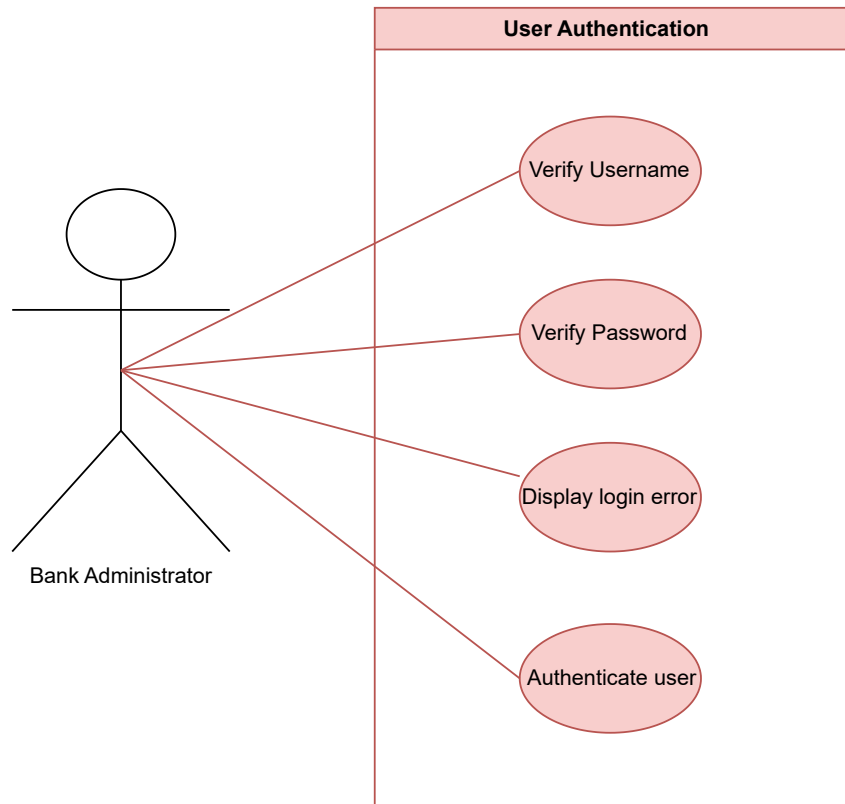 User Authentication
Verify Username
Verify Password
Display login error
Bank Administrator
Authenticate user